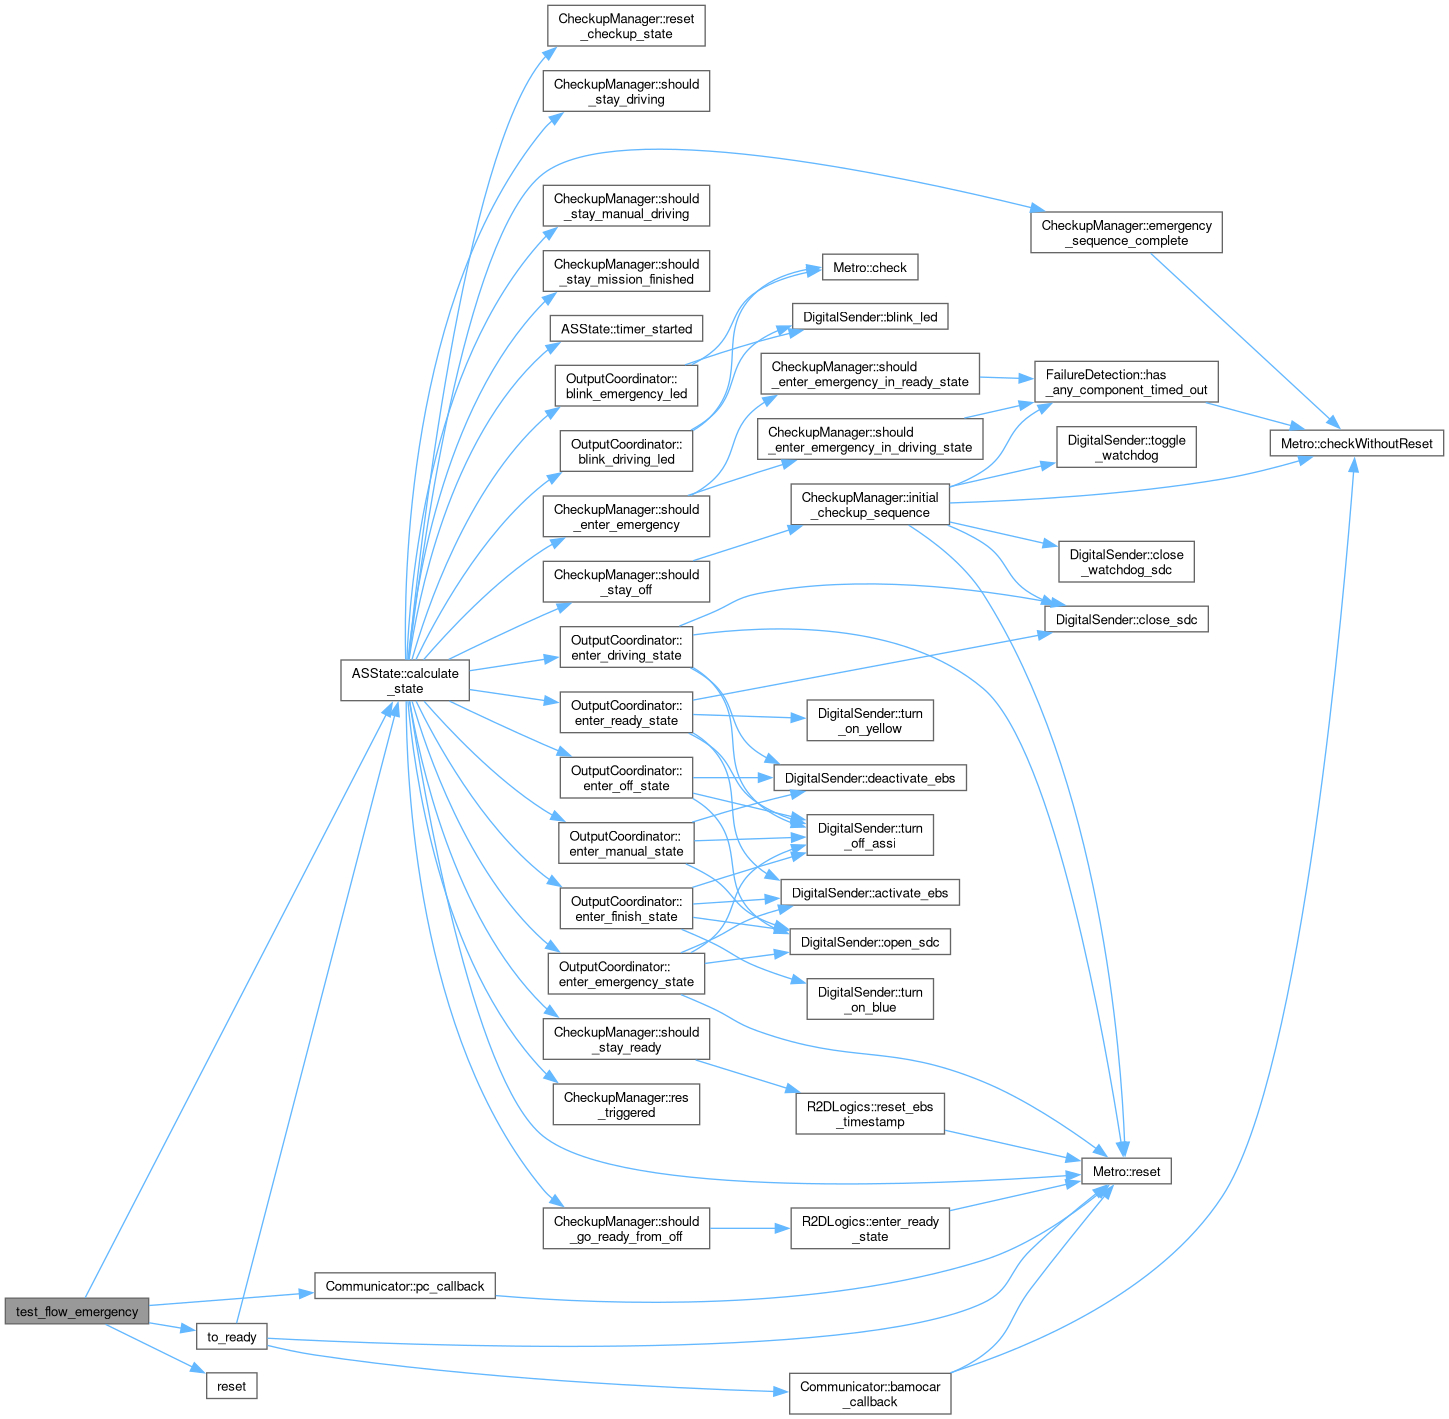 CheckupManager::reset
_checkup_state
CheckupManager::should
_stay_driving
CheckupManager::should
_stay_manual_driving
CheckupManager::emergency
_sequence_complete
CheckupManager::should
_stay_mission_finished
Metro::check
ASState::timer_started
DigitalSender::blink_led
OutputCoordinator::
blink_emergency_led
CheckupManager::should
_enter_emergency_in_ready_state
FailureDetection::has
_any_component_timed_out
OutputCoordinator::
blink_driving_led
CheckupManager::should
_enter_emergency_in_driving_state
DigitalSender::toggle
_watchdog
Metro::checkWithoutReset
CheckupManager::should
_enter_emergency
CheckupManager::initial
_checkup_sequence
CheckupManager::should
_stay_off
DigitalSender::close
_watchdog_sdc
DigitalSender::close_sdc
OutputCoordinator::
enter_driving_state
ASState::calculate
_state
OutputCoordinator::
enter_ready_state
DigitalSender::turn
_on_yellow
OutputCoordinator::
enter_off_state
DigitalSender::deactivate_ebs
OutputCoordinator::
enter_manual_state
DigitalSender::turn
_off_assi
OutputCoordinator::
enter_finish_state
DigitalSender::activate_ebs
DigitalSender::open_sdc
OutputCoordinator::
enter_emergency_state
DigitalSender::turn
_on_blue
CheckupManager::should
_stay_ready
CheckupManager::res
_triggered
R2DLogics::reset_ebs
_timestamp
Metro::reset
CheckupManager::should
_go_ready_from_off
R2DLogics::enter_ready
_state
Communicator::pc_callback
test_flow_emergency
to_ready
reset
Communicator::bamocar
_callback